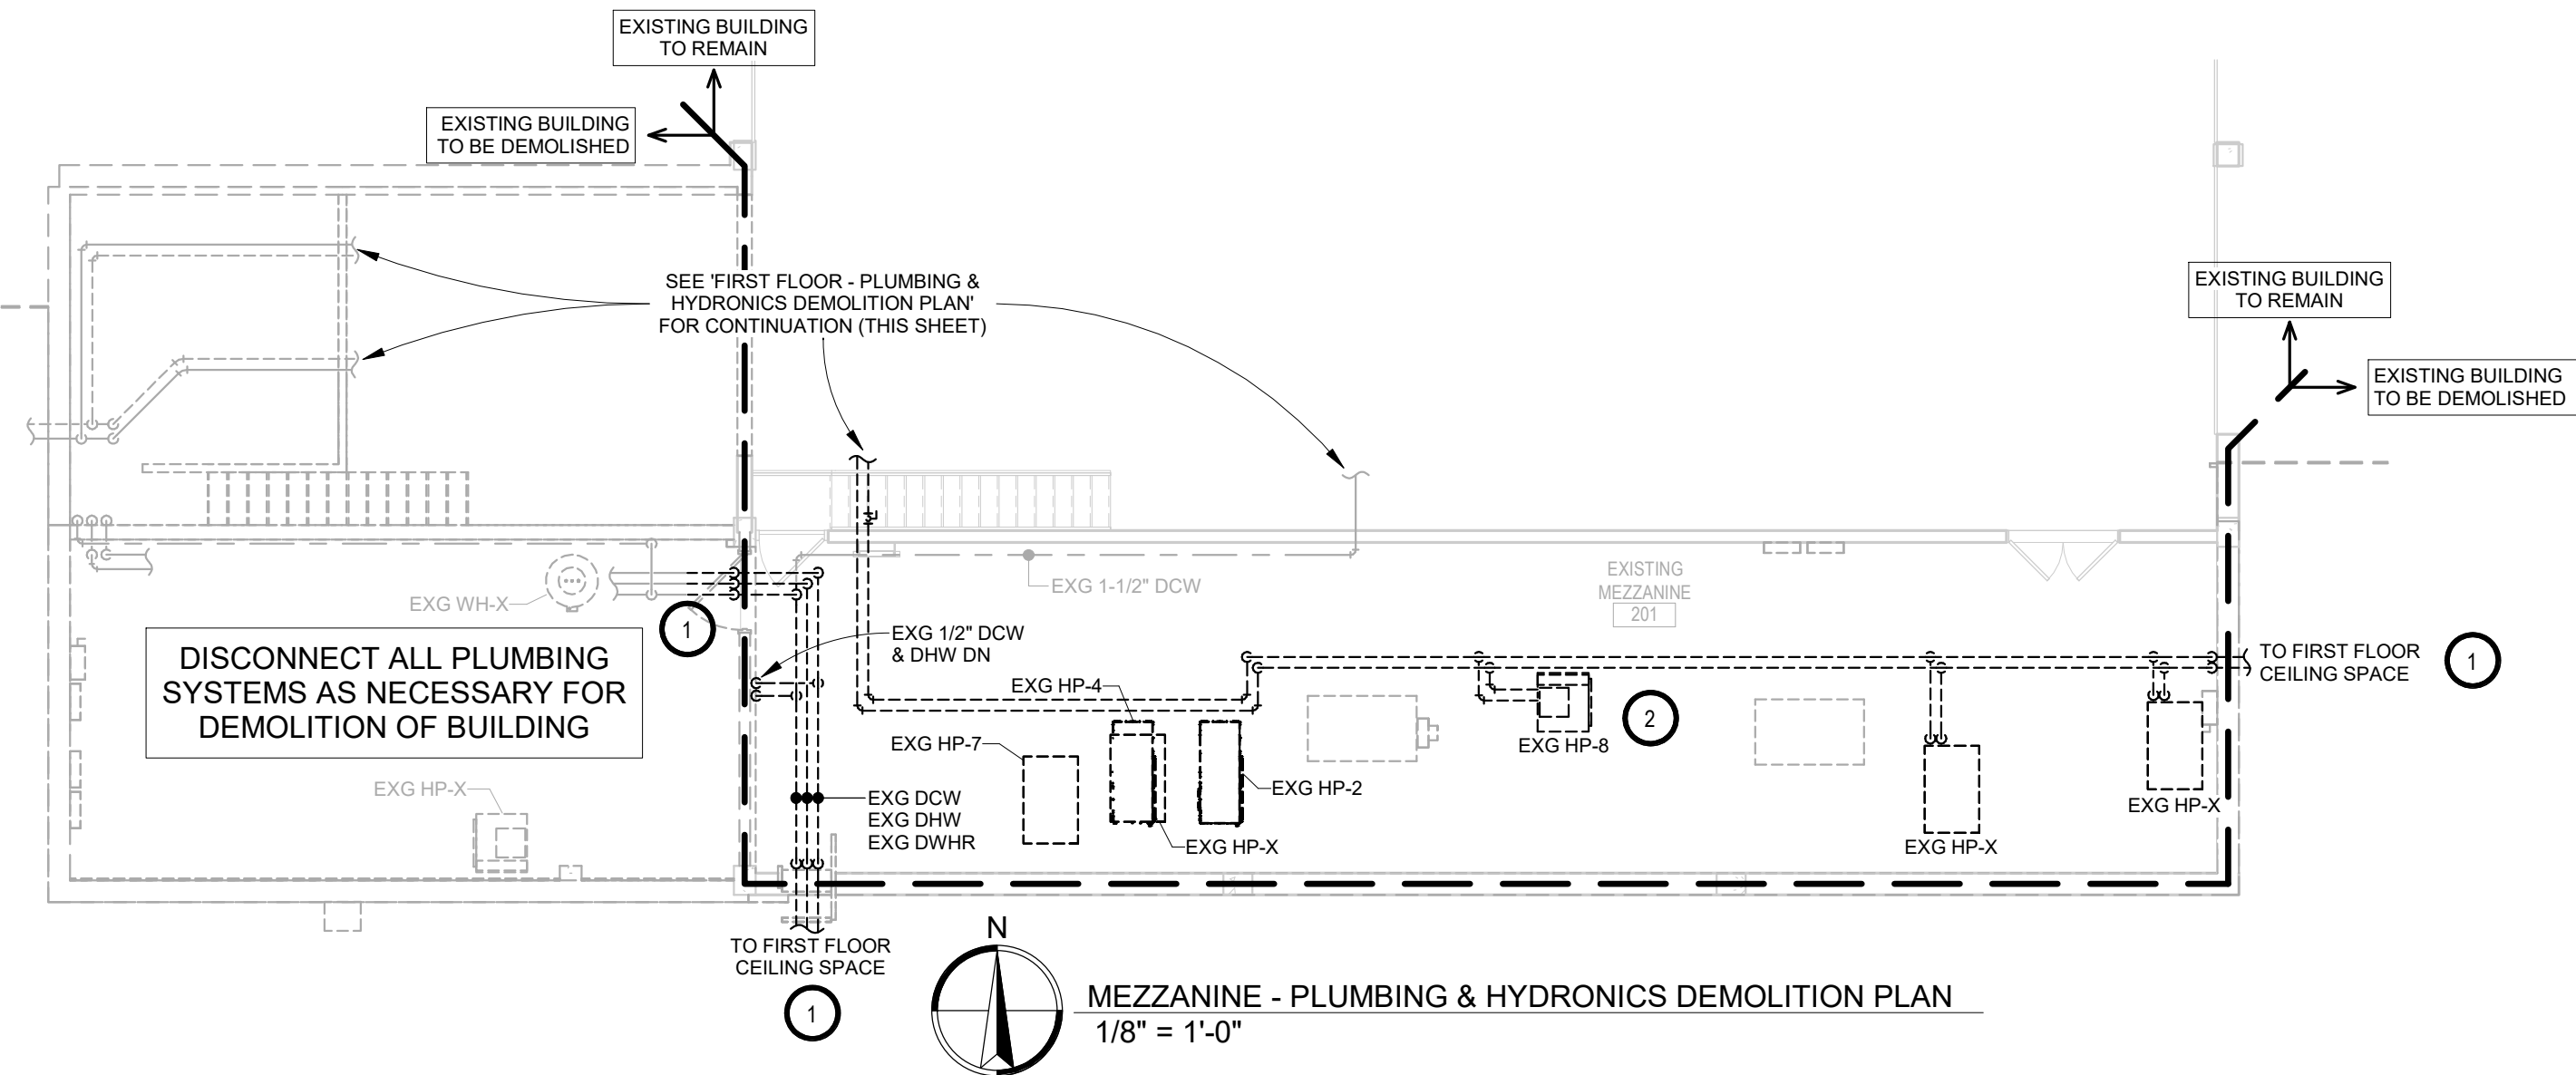 EXISTING BUILDING
TO REMAIN
EXISTING BUILDING
TO BE DEMOLISHED
SEE 'FIRST FLOOR - PLUMBING &
HYDRONICS DEMOLITION PLAN'
FOR CONTINUATION (THIS SHEET)
EXISTING BUILDING
TO REMAIN
EXISTING BUILDING
TO BE DEMOLISHED
EXG WH-X
1
EXG 1-1/2" DCW
EXISTING
MEZZANINE
201
DISCONNECT ALL PLUMBING
SYSTEMS AS NECESSARY FOR
DEMOLITION OF BUILDING
EXG 1/2" DCW
& DHW DN
TO FIRST FLOOR
CEILING SPACE
1
EXG HP-4
2
EXG HP-7
EXG HP-8
EXG HP-X
EXG DCW
EXG DHW
EXG DWHR
EXG HP-2
EXG HP-X
EXG HP-X
EXG HP-X
TO FIRST FLOOR
CEILING SPACE
1
N
MEZZANINE - PLUMBING & HYDRONICS DEMOLITION PLAN
1/8" = 1'-0"